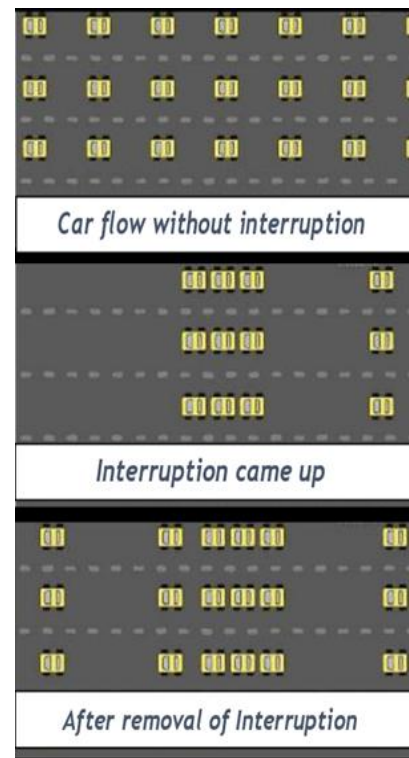 Car flow without interruption
Interruption came up
After removal of Interruption